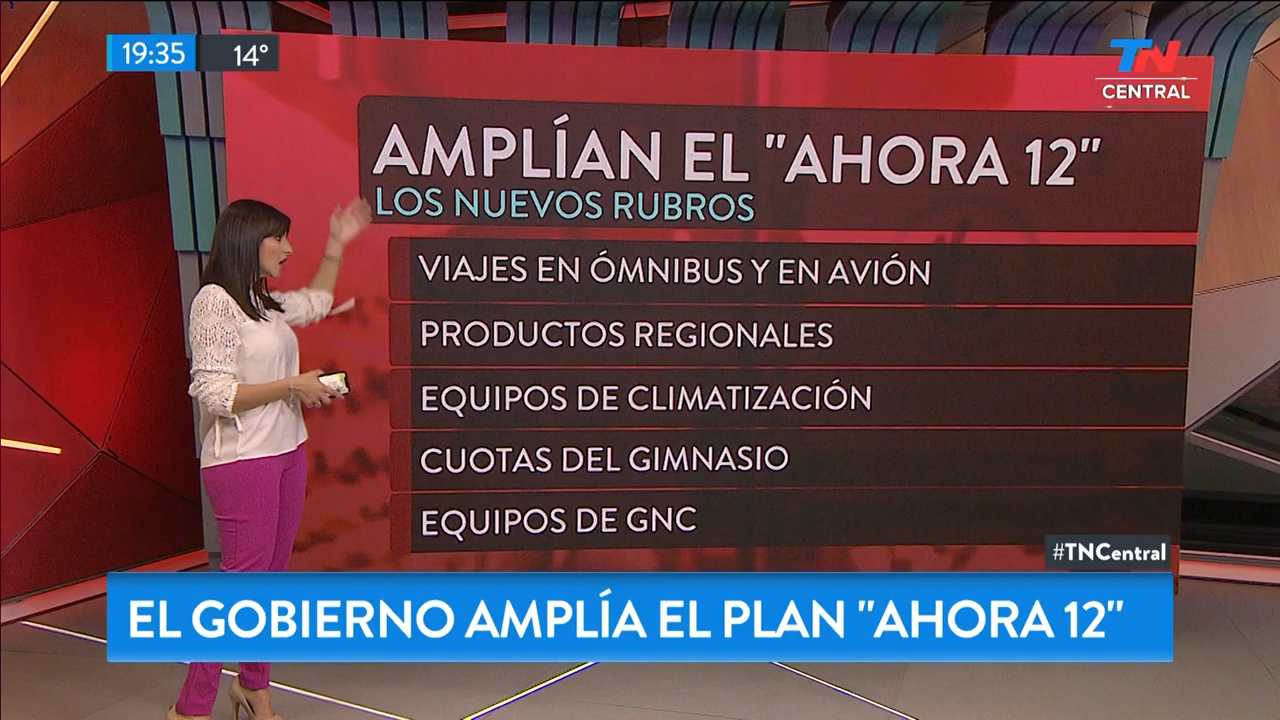 19:35 14°
TN
CENTRAL
AMPLÍAN EL "AHORA 12"
LOS NUEVOS RUBROS
VIAJES EN ÓMNIBUS Y EN AVIÓN
PRODUCTOS REGIONALES
EQUIPOS DE CLIMATIZACIÓN
CUOTAS DEL GIMNASIO
EQUIPOS DE GNC
#TNCentral
EL GOBIERNO AMPLÍA EL PLAN "AHORA 12"